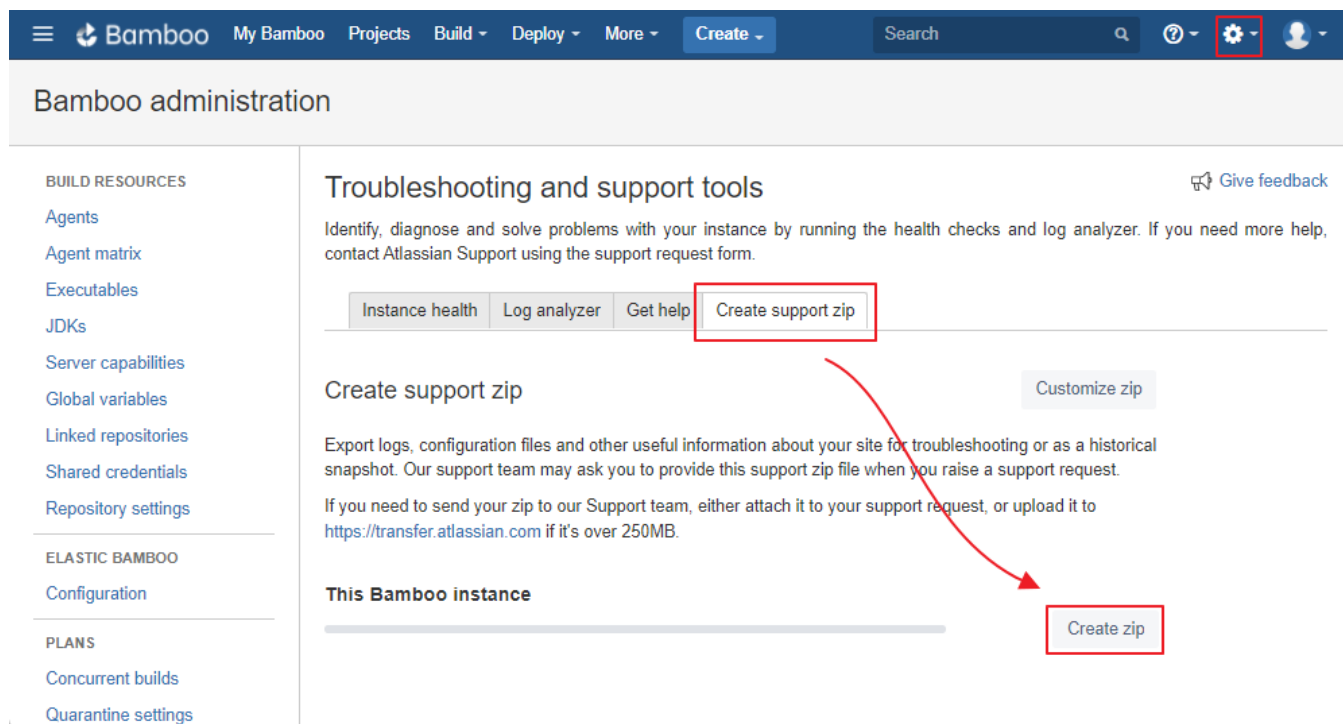 Bamboo My Bamboo Projects Build Deploy More Create Search
Bamboo administration
BUILD RESOURCES
Agents
Agent matrix
Executables
JDKs
Server capabilities
Global variables
Linked repositories
Shared credentials
Repository settings
ELASTIC BAMBOO
Configuration
PLANS
Concurrent builds
Quarantine settings
Troubleshooting and support tools
Give feedback
Identify, diagnose and solve problems with your instance by running the health checks and log analyzer. If you need more help,
contact Atlassian Support using the support request form.
Instance health Log analyzer Get help Create support zip
Create support zip
Customize zip
Export logs, configuration files and other useful information about your site for troubleshooting or as a historical
snapshot. Our support team may ask you to provide this support zip file when you raise a support request.
If you need to send your zip to our Support team, either attach it to your support request, or upload it to
https://transfer.atlassian.com if it's over 250MB.
This Bamboo instance
Create zip